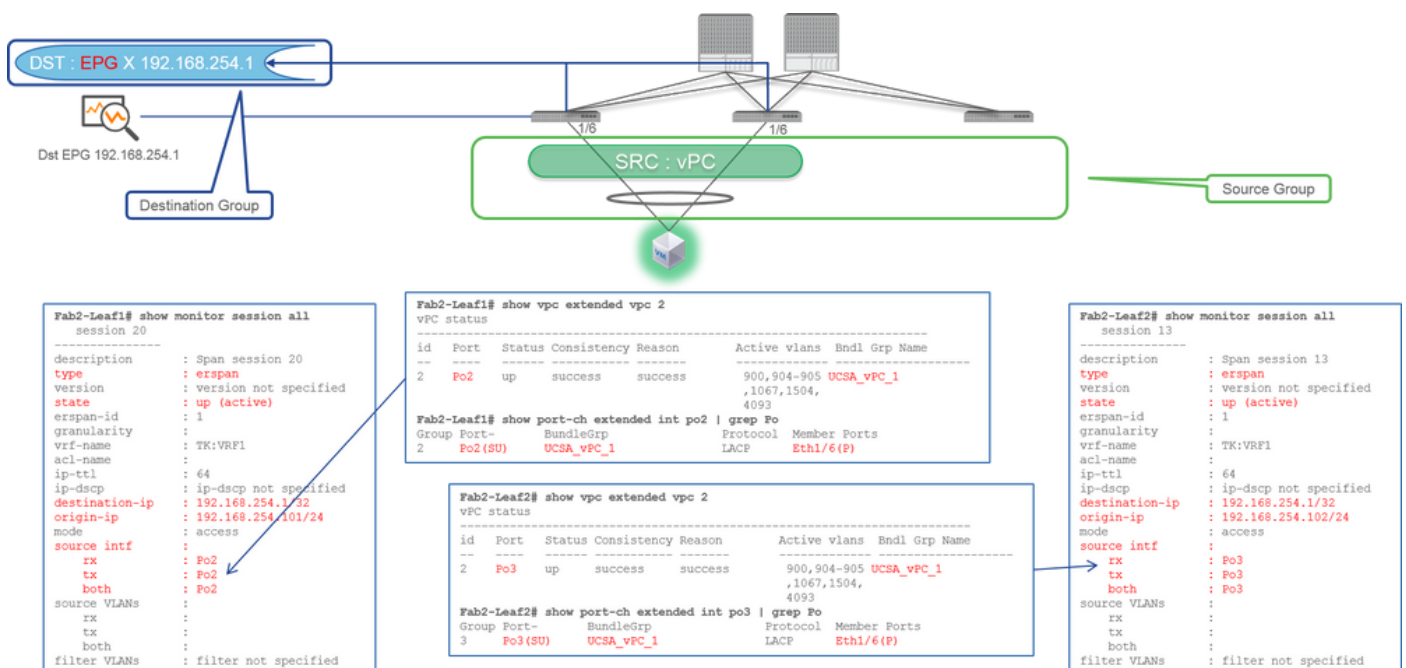 DST : EPG X 192.168.254.1
Dst EPG 192.168.254.1
Destination Group
1/6
1/6
SRC : vPC
Source Group
VM
Fab2-Leaf1# show monitor session all
session 20
---------------
description : Span session 20
type : erspan
version : version not specified
state : up (active)
erspan-id : 1
granularity :
vrf-name : TK:VRF1
acl-name :
ip-ttl : 64
ip-dscp : ip-dscp not specified
destination-ip : 192.168.254.1/32
origin-ip : 192.168.254.101/24
mode : access
source intf :
rx : Po2
tx : Po2
both : Po2
source VLANs :
rx :
tx :
both :
filter VLANs : filter not specified
Fab2-Leaf1# show vpc extended vpc 2
vPC status
----------------------------------------------------------------------
id Port Status Consistency Reason Active vlans Bndl Grp Name
-- ---- ------ ----------- ------ ------------ -------------------
2 Po2 up success success 900,904-905 UCSA_vPC_1
,1067,1504,
4093
Fab2-Leaf1# show port-ch extended int po2 | grep Po
Group Port- BundleGrp Protocol Member Ports
2 Po2(SU) UCSA_vPC_1 LACP Eth1/6(P)
Fab2-Leaf2# show vpc extended vpc 2
vPC status
----------------------------------------------------------------------
id Port Status Consistency Reason Active vlans Bndl Grp Name
-- ---- ------ ----------- ------ ------------ -------------------
2 Po3 up success success 900,904-905 UCSA_vPC_1
,1067,1504,
4093
Fab2-Leaf2# show port-ch extended int po3 | grep Po
Group Port- BundleGrp Protocol Member Ports
3 Po3(SU) UCSA_vPC_1 LACP Eth1/6(P)
Fab2-Leaf2# show monitor session all
session 13
---------------
description : Span session 13
type : erspan
version : version not specified
state : up (active)
erspan-id : 1
granularity :
vrf-name : TK:VRF1
acl-name :
ip-ttl : 64
ip-dscp : ip-dscp not specified
destination-ip : 192.168.254.1/32
origin-ip : 192.168.254.102/24
mode : access
source intf :
rx : Po3
tx : Po3
both : Po3
source VLANs :
rx :
tx :
both :
filter VLANs : filter not specified